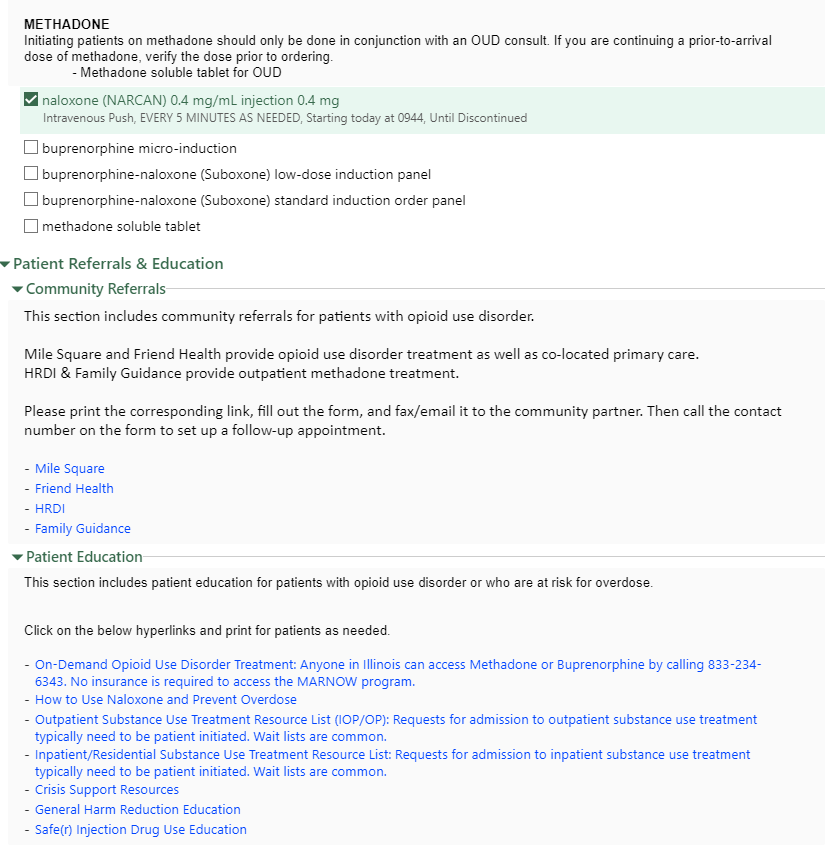 METHADONE
Initiating patients on methadone should only be done in conjunction with an OUD consult. If you are continuing a prior-to-arrival
dose of methadone, verify the dose prior to ordering.
- Methadone soluble tablet for OUD
naloxone (NARCAN) 0.4 mg/mL injection 0.4 mg
Intravenous Push, EVERY 5 MINUTES AS NEEDED, Starting today at 0944, Until Discontinued
buprenorphine micro-induction
buprenorphine-naloxone (Suboxone) low-dose induction panel
buprenorphine-naloxone (Suboxone) standard induction order panel
methadone soluble tablet
Patient Referrals & Education
Community Referrals
This section includes community referrals for patients with opioid use disorder.
Mile Square and Friend Health provide opioid use disorder treatment as well as co-located primary care.
HRDI & Family Guidance provide outpatient methadone treatment.
Please print the corresponding link, fill out the form, and fax/email it to the community partner. Then call the contact
number on the form to set up a follow-up appointment.
- Mile Square
- Friend Health
- HRDI
- Family Guidance
Patient Education
This section includes patient education for patients with opioid use disorder or who are at risk for overdose.
Click on the below hyperlinks and print for patients as needed.
- On-Demand Opioid Use Disorder Treatment: Anyone in Illinois can access Methadone or Buprenorphine by calling 833-234-
6343. No insurance is required to access the MARNOW program.
- How to Use Naloxone and Prevent Overdose
- Outpatient Substance Use Treatment Resource List (IOP/OP): Requests for admission to outpatient substance use treatment
typically need to be patient initiated. Wait lists are common.
- Inpatient/Residential Substance Use Treatment Resource List: Requests for admission to inpatient substance use treatment
typically need to be patient initiated. Wait lists are common.
- Crisis Support Resources
- General Harm Reduction Education
- Safe(r) Injection Drug Use Education